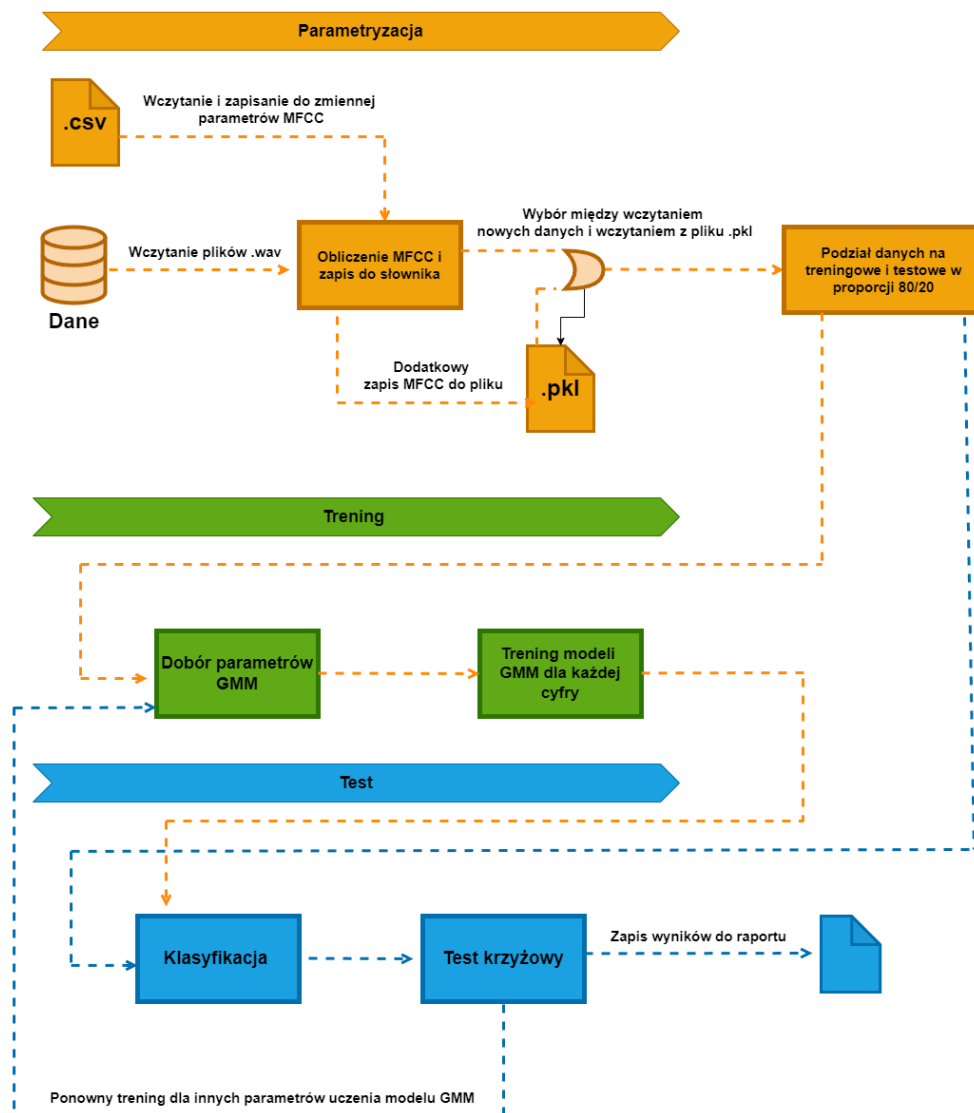 Parametryzacja
.csv
Wczytanie i zapisanie do zmiennej
parametrów MFCC
Wczytanie plików .wav
Dane
Obliczenie MFCC i
zapis do słownika
Wybór między wczytaniem
nowych danych i wczytaniem z pliku .pkl
Podział danych na
treningowe i testowe w
proporcji 80/20
Dodatkowy
zapis MFCC do pliku
.pkl
Trening
Dobór parametrów
GMM
Trening modeli
GMM dla każdej
cyfry
Test
Klasyfikacja
Test krzyżowy
Zapis wyników do raportu
Ponowny trening dla innych parametrów uczenia modelu GMM